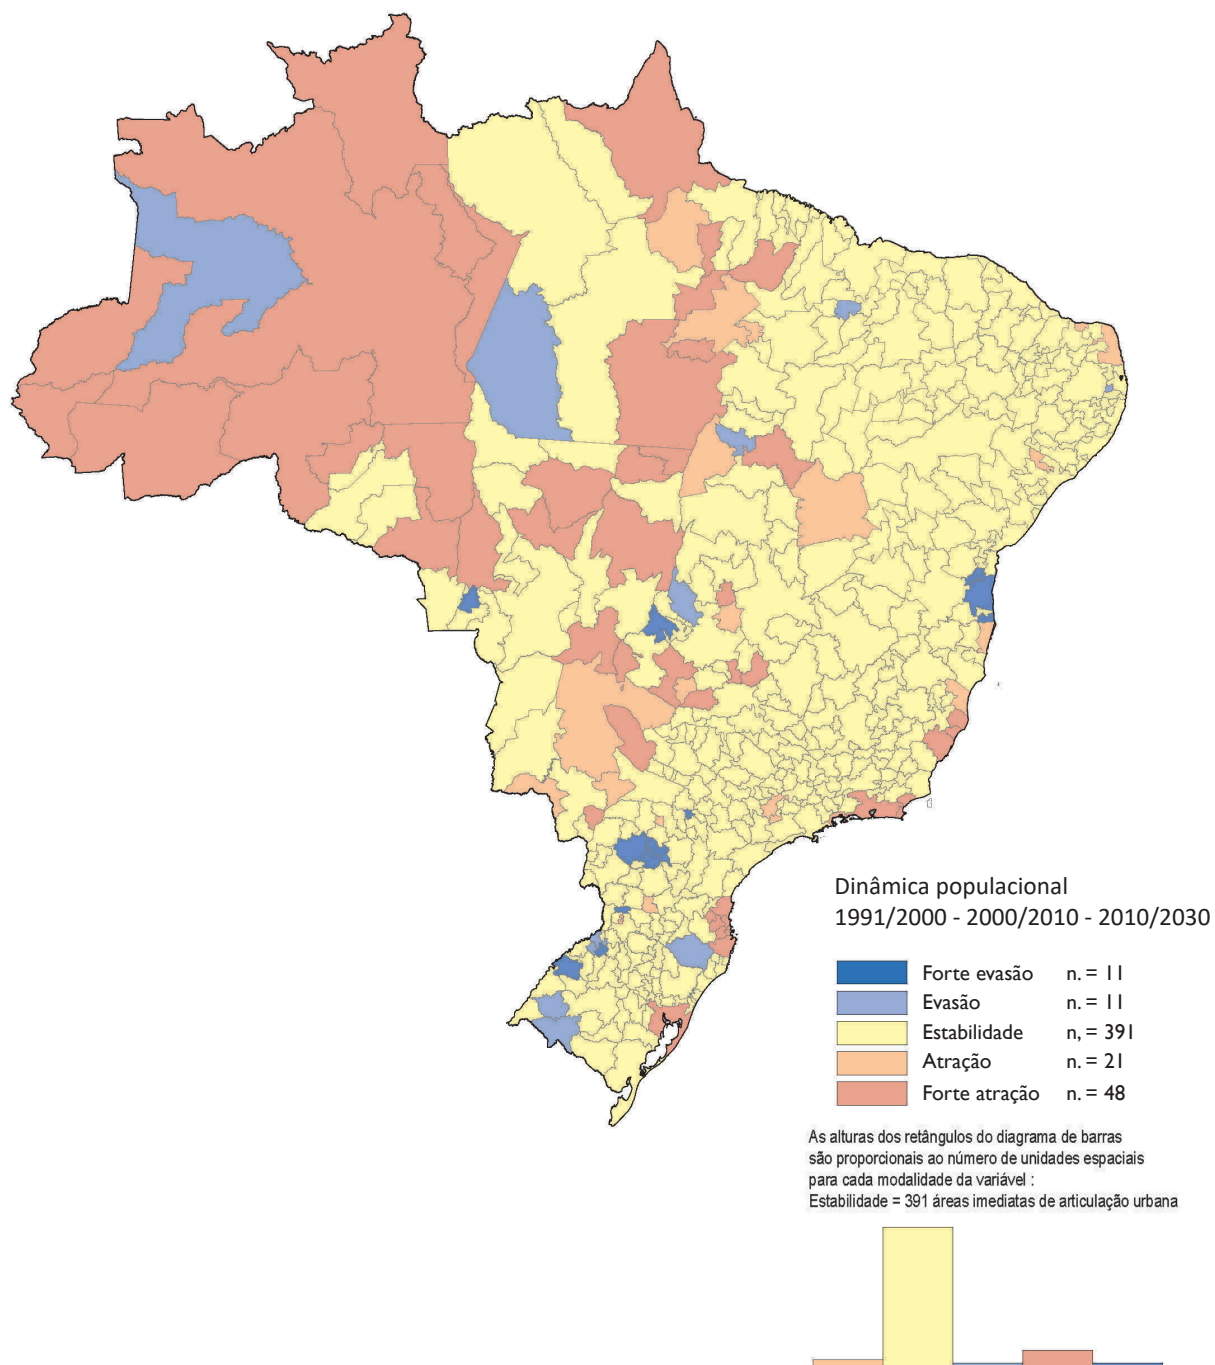 Dinâmica populacional
1991/2000 - 2000/2010 - 2010/2030
Forte evasão n. = 11
Evasão n. = 11
Estabilidade n, = 391
Atração n. = 21
Forte atração n. = 48
As alturas dos retângulos do diagrama de barras
são proporcionais ao número de unidades espaciais
para cada modalidade da variável :
Estabilidade = 391 áreas imediatas de articulação urbana